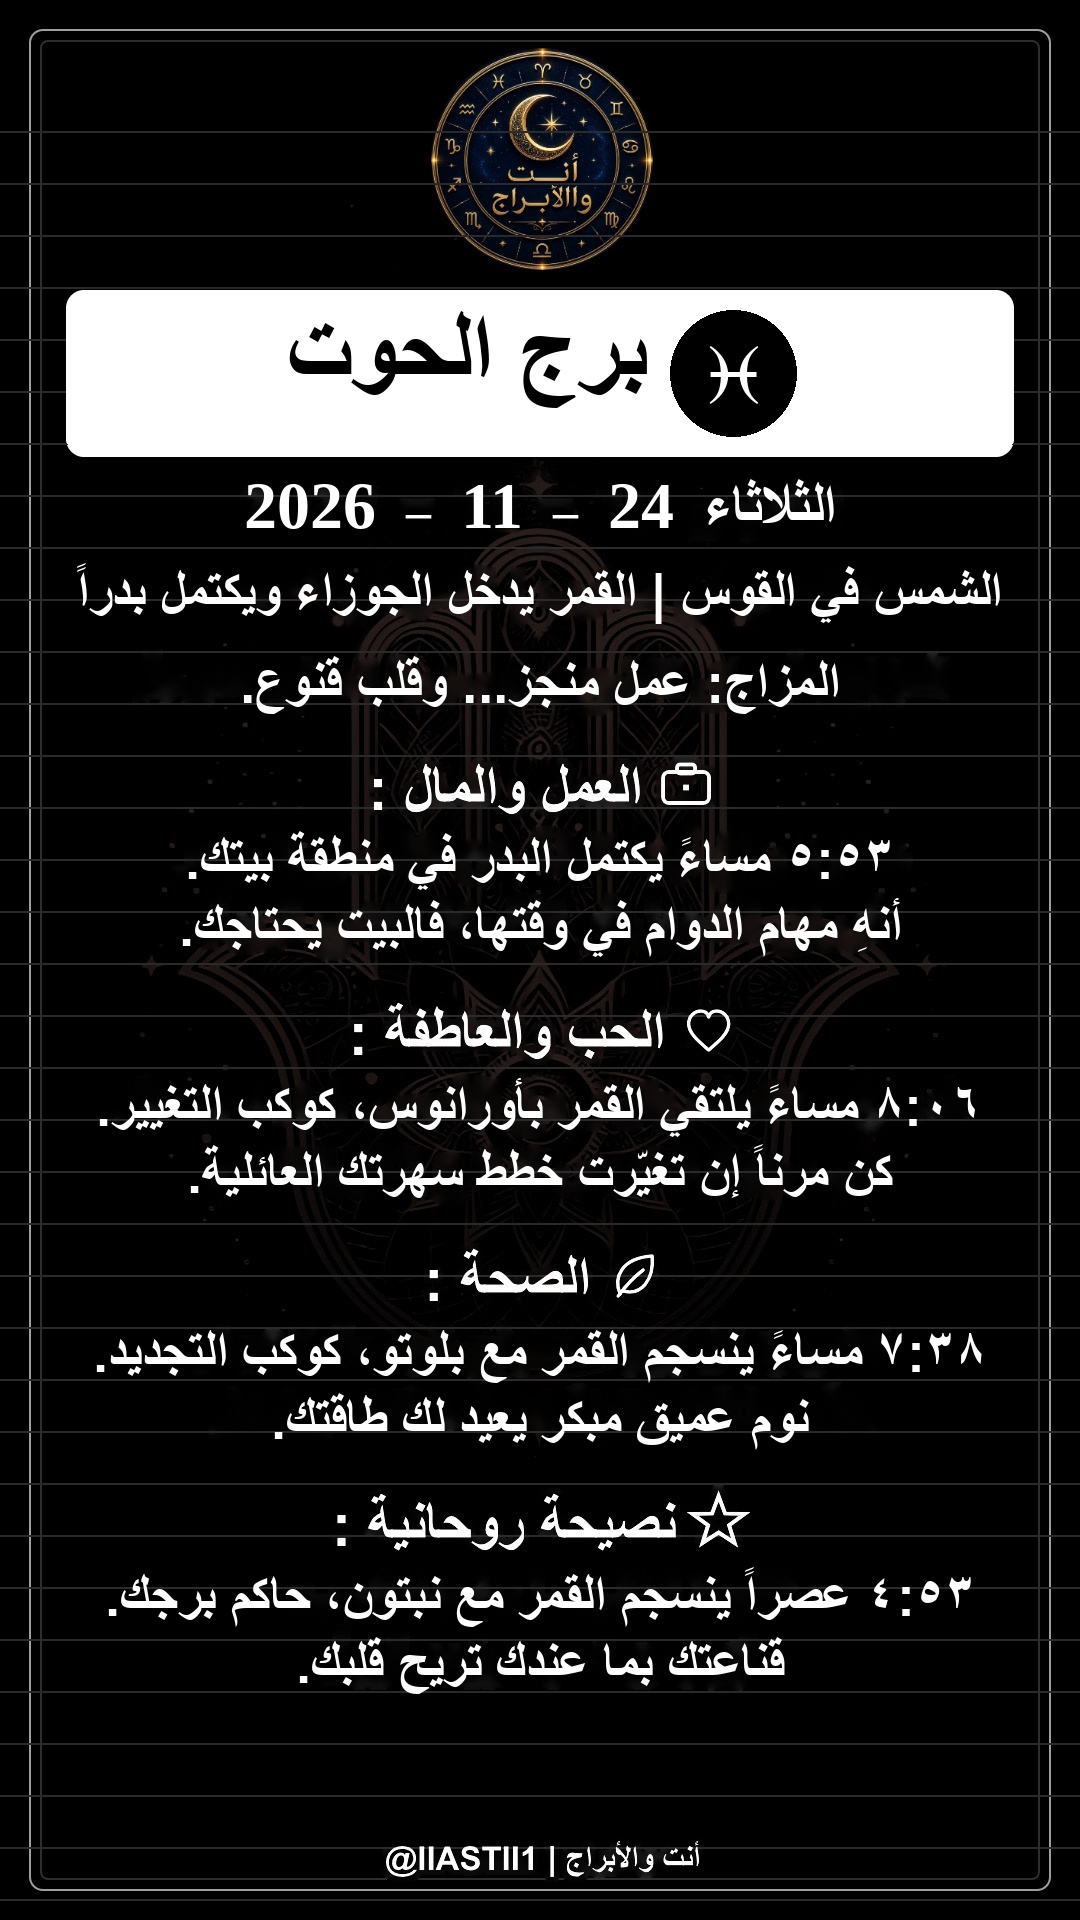 أنت
واالآبراج
برج الحوت
الثلاثاء 24 – 11 – 2026
الشمس في القوس | القمر يدخل الجوزاء ويكتمل بدراً
المزاج: عمل منجز... وقلب قنوع.
العمل والمال :
٥:٥٣ مساءً يكتمل البدر في منطقة بيتك.
أنهِ مهام الدوام في وقتها، فالبيت يحتاجك.
الحب والعاطفة :
٨:٠٦ مساءً يلتقي القمر بأورانوس، كوكب التغيير.
كن مرناً إن تغيّرت خطط سهرتك العائلية.
الصحة :
٧:٣٨ مساءً ينسجم القمر مع بلوتو، كوكب التجديد.
نوم عميق مبكر يعيد لك طاقتك.
نصيحة روحانية :
٤:٥٣ عصراً ينسجم القمر مع نبتون، حاكم برجك.
قناعتك بما عندك تريح قلبك.
أنت والأبراج | @IIASTII1